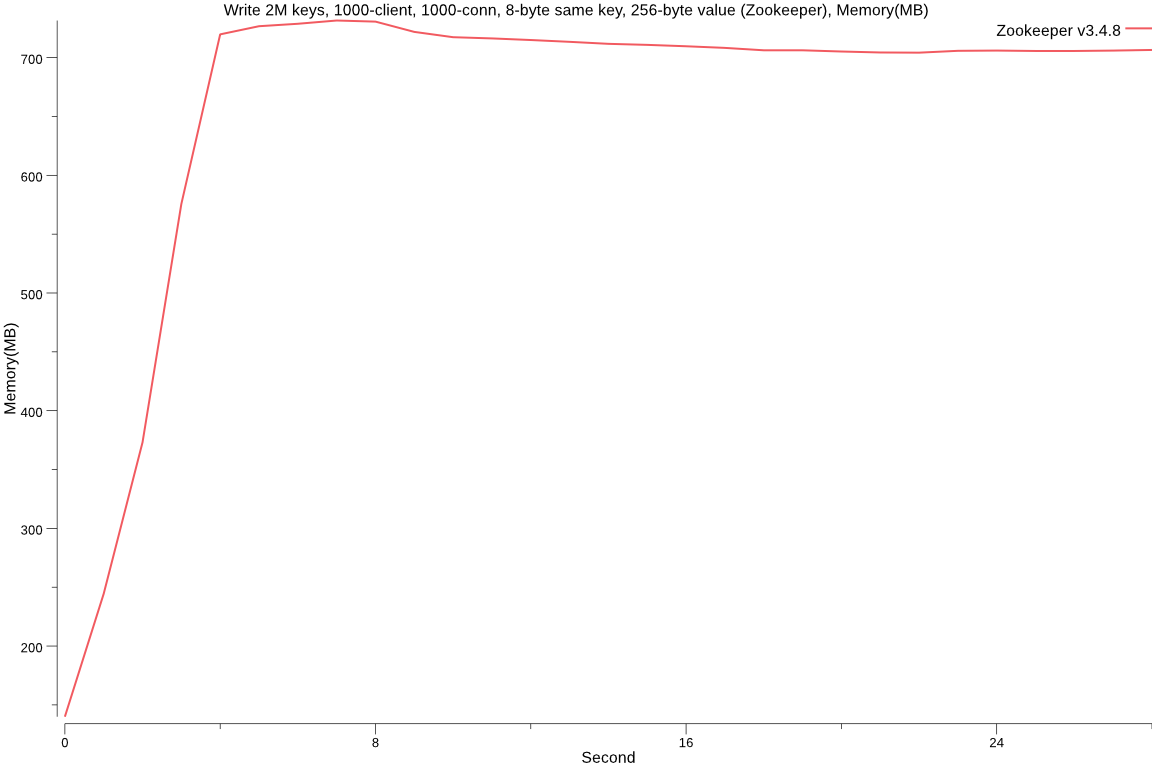 Write 2M keys, 1000-client, 1000-conn, 8-byte same key, 256-byte value (Zookeeper), Memory(MB)
Zookeeper v3.4.8
700
600
500
400
300
200
Memory(MB)
0
8
16
24
Second